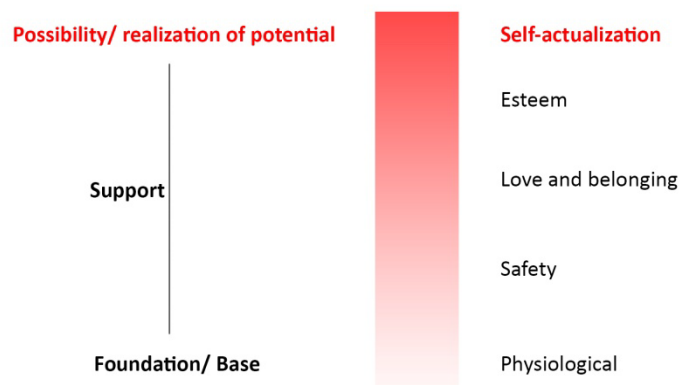 Possibility/ realization of potential
Self-actualization
Esteem
Love and belonging
Support
Safety
Foundation/ Base
Physiological